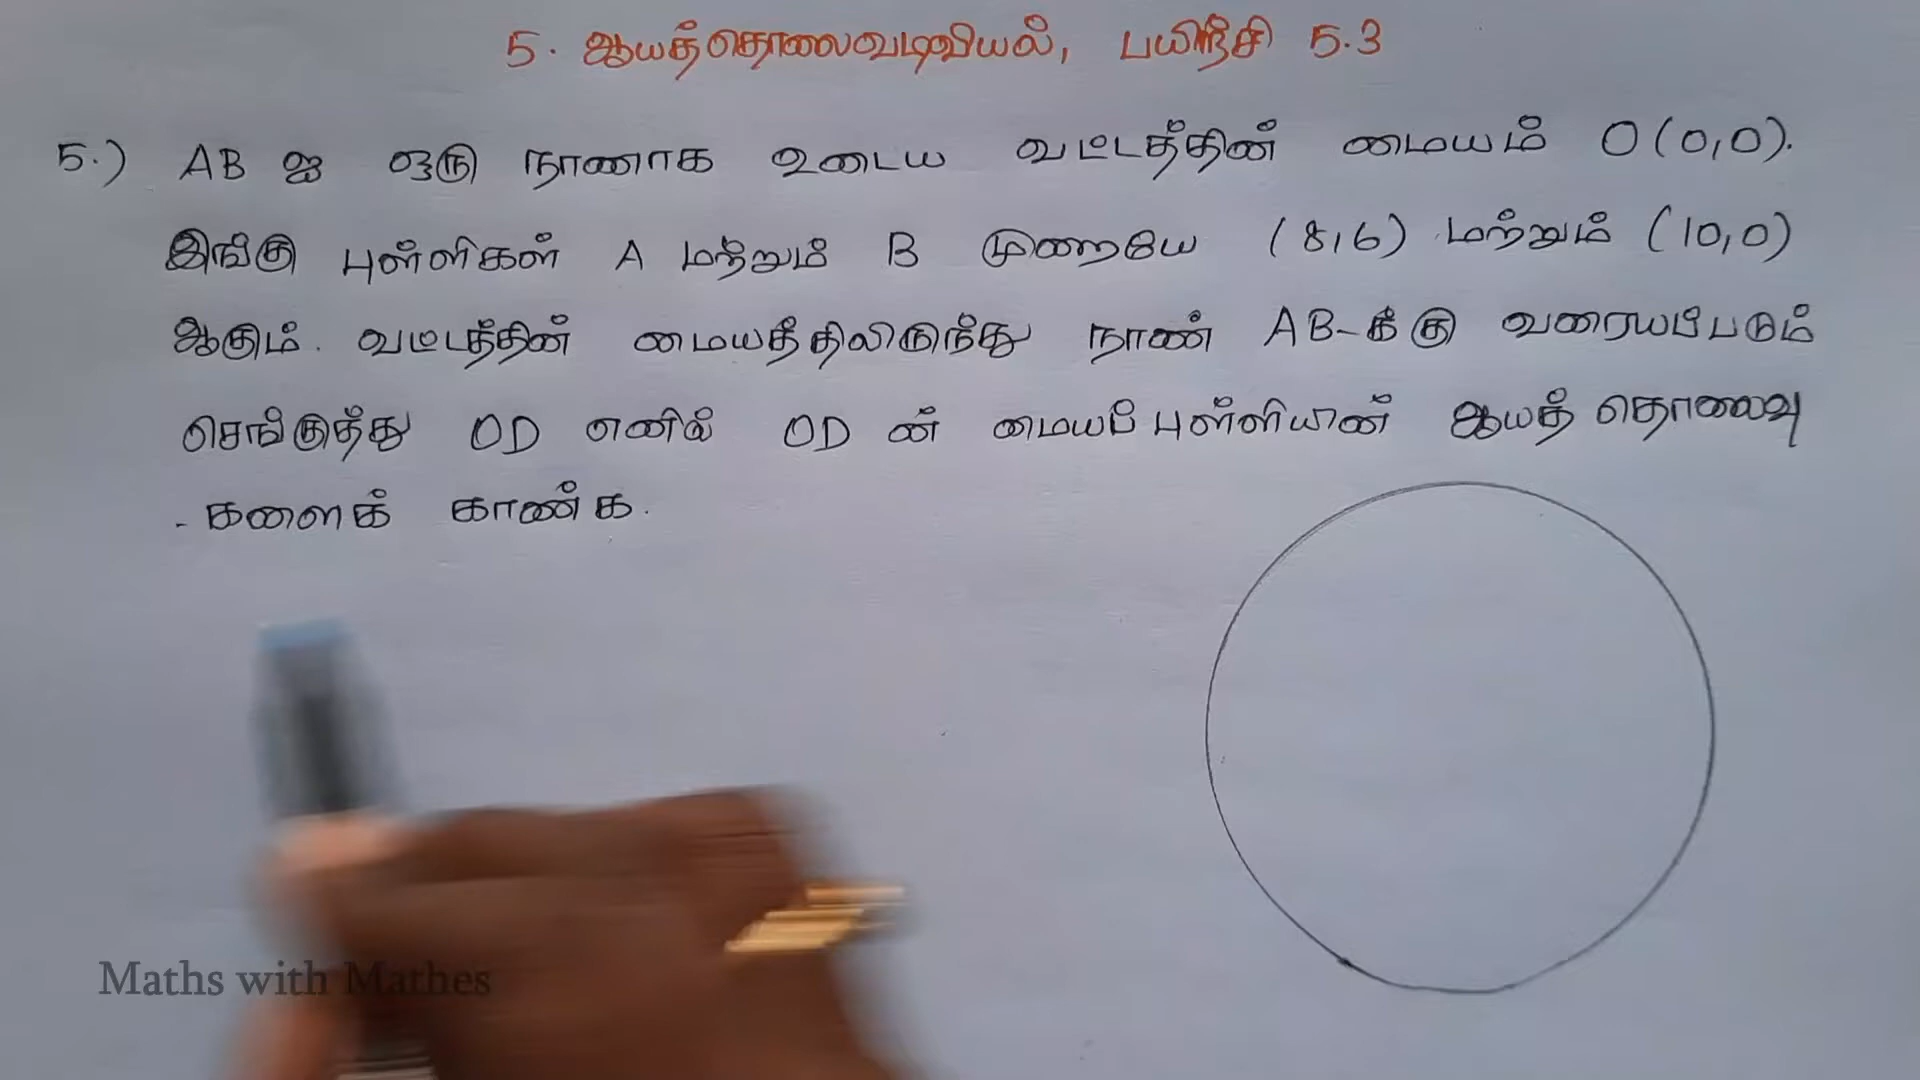 5. ஆயத்தொலைவடிவியல், பயிற்சி 5.3
5.) AB ஐ ஒரு நாணாக உடைய வட்டத்தின் மையம் O (0,0).
இங்கு புள்ளிகள் A மற்றும் B முறையே (8,6) மற்றும் (10,0)
ஆகும். வட்டத்தின் மையத்திலிருந்து நாண் AB-க்கு வரையப்படும்
செங்குத்து OD எனில் OD ன் மையப்புள்ளியின் ஆயத் தொலைவு
- களைக் காண்க.
Maths with Mathes